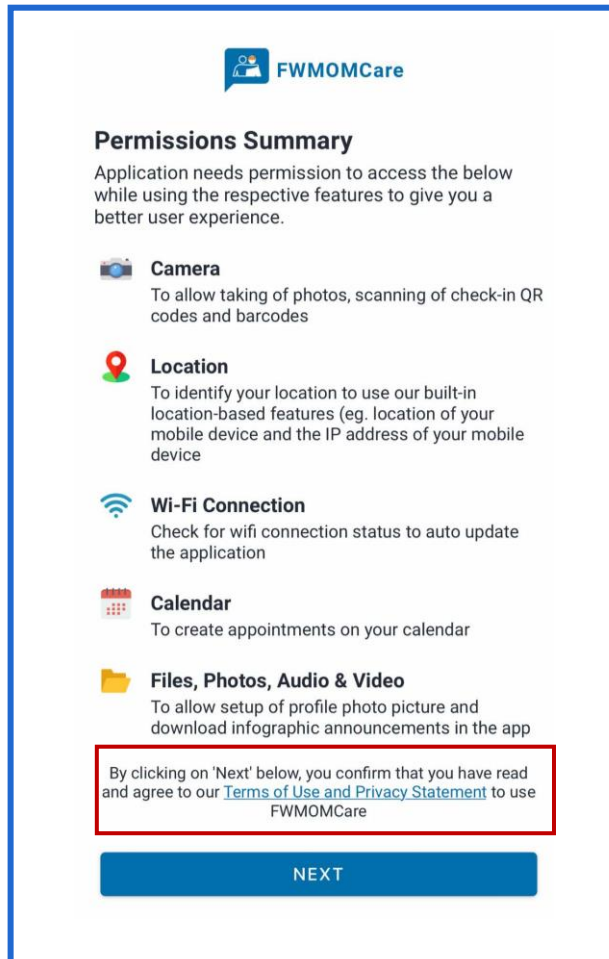 FWMOMCare
Permissions Summary
Application needs permission to access the below
while using the respective features to give you a
better user experience.
Camera
To allow taking of photos, scanning of check-in QR
codes and barcodes
Location
To identify your location to use our built-in
location-based features (eg. location of your
mobile device and the IP address of your mobile
device
Wi-Fi Connection
Check for wifi connection status to auto update
the application
Calendar
To create appointments on your calendar
Files, Photos, Audio & Video
To allow setup of profile photo picture and
download infographic announcements in the app
By clicking on 'Next' below, you confirm that you have read
and agree to our Terms of Use and Privacy Statement to use
FWMOMCare
NEXT